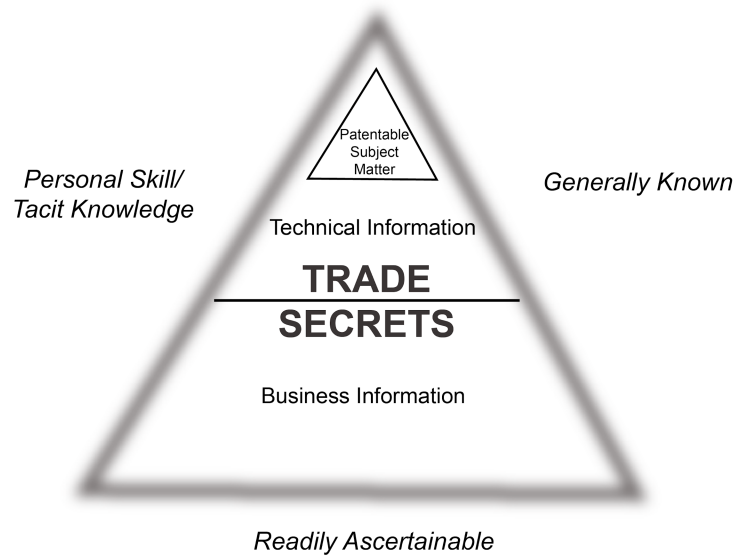 Patentable
Subject
Matter
Personal Skill/
Tacit Knowledge
Generally Known
Technical Information
TRADE
SECRETS
Business Information
Readily Ascertainable